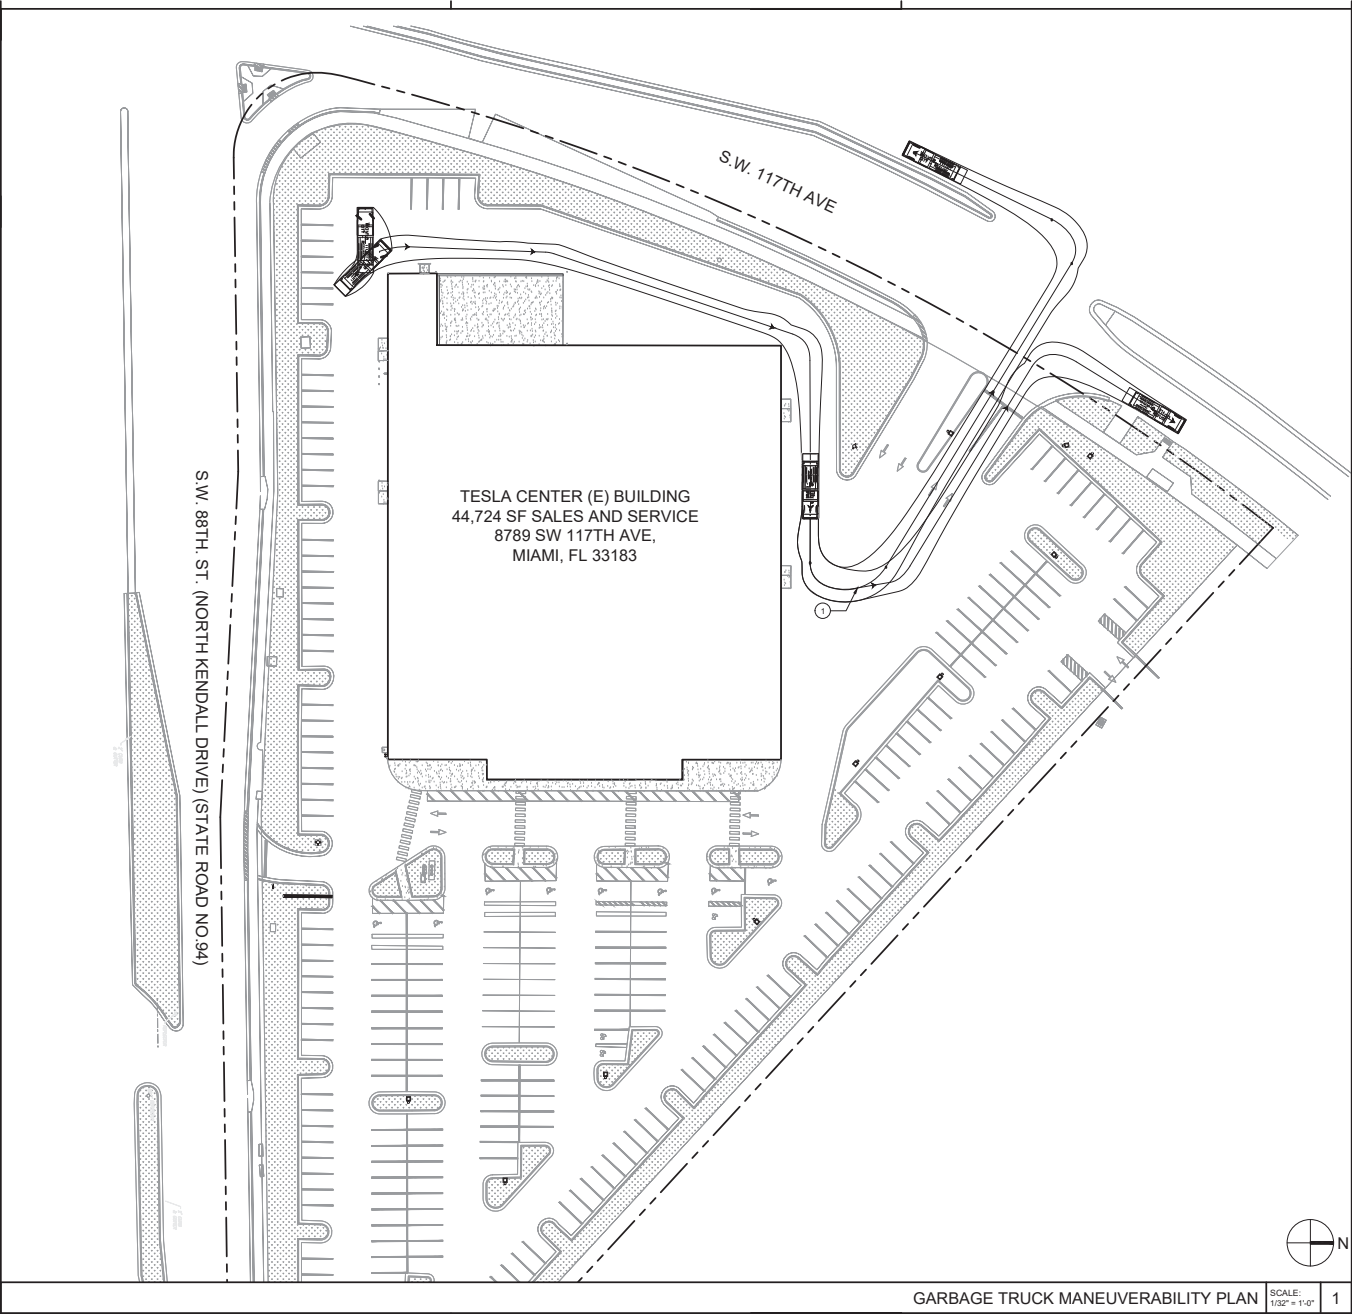 S.W. 117TH AVE
TESLA CENTER (E) BUILDING
44,724 SF SALES AND SERVICE
8789 SW 117TH AVE,
MIAMI, FL 33183
1
S.W. 88TH. ST. (NORTH KENDALL DRIVE) (STATE ROAD NO.94)
N
GARBAGE TRUCK MANEUVERABILITY PLAN
SCALE:
1/32" = 1'-0"
1